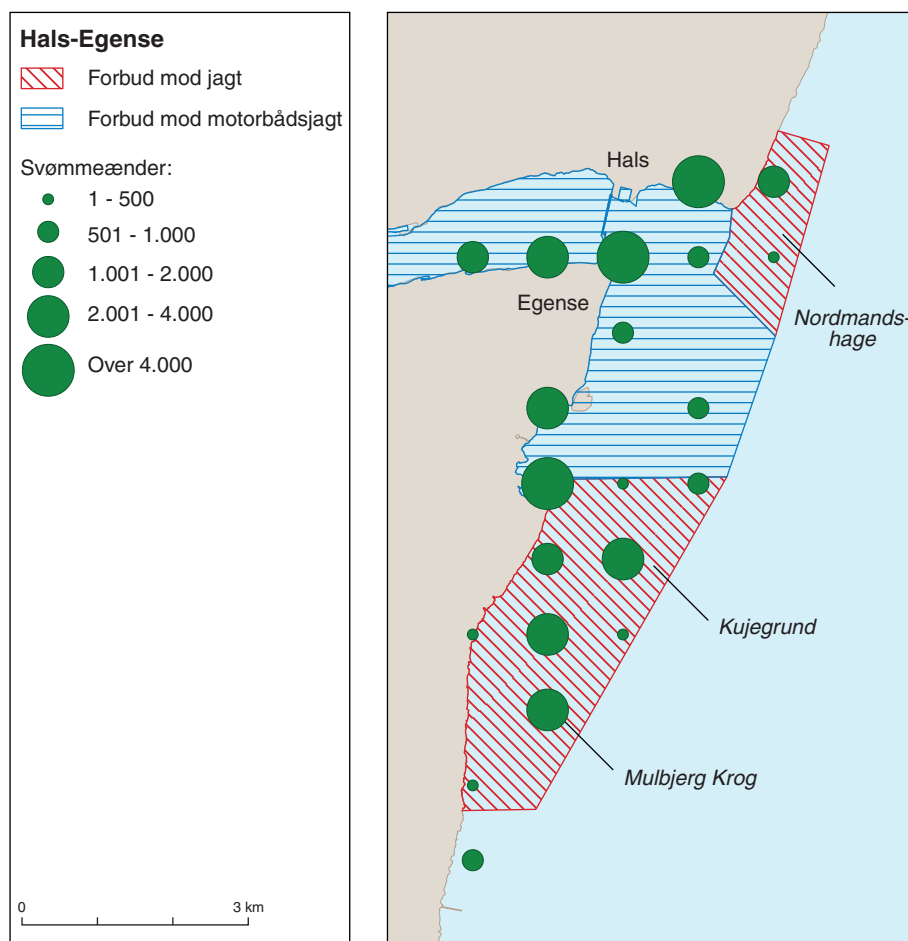 Hals-Egense
Forbud mod jagt
Forbud mod motorbådsjagt
Svømmeænder:
1 - 500
501 - 1.000
1.001 - 2.000
2.001 - 4.000
Over 4.000
0
3 km
Hals
Egense
Nordmands-
hage
Kujegrund
Mulbjerg Krog